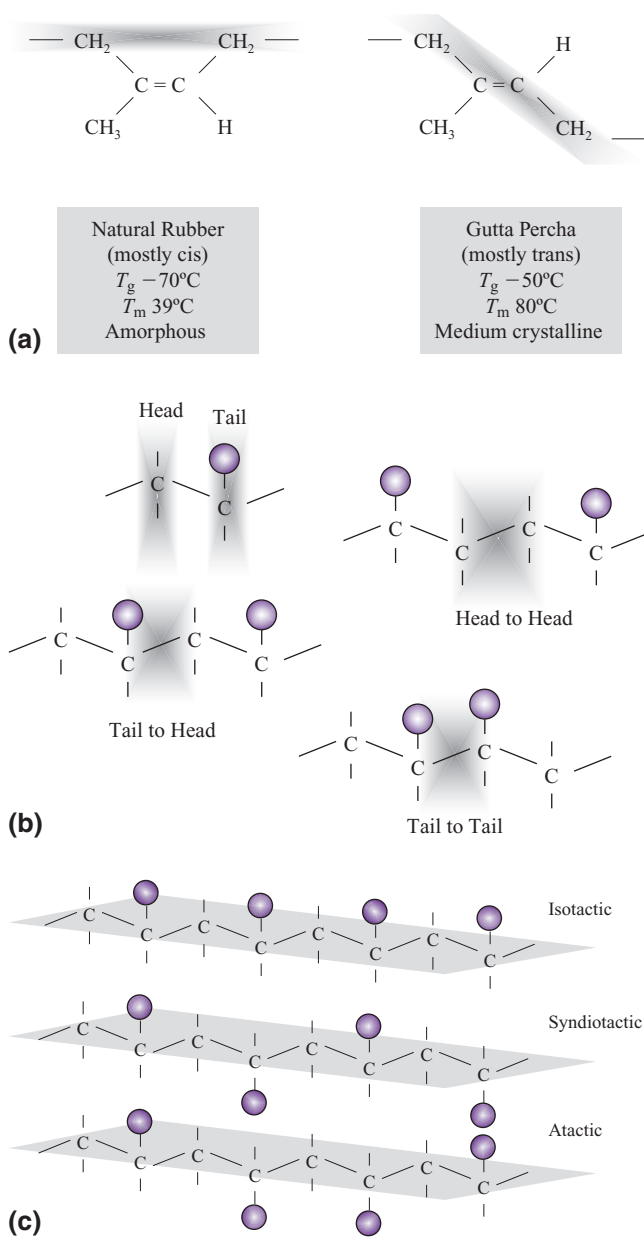 CH2 CH2
C = C
CH3 H
H
CH2
C = C
CH3 CH2
Natural Rubber
(mostly cis)
Tg −70ºC
Tm 39ºC
Amorphous
Gutta Percha
(mostly trans)
Tg −50ºC
Tm 80ºC
Medium crystalline
(a)
Head Tail
C C
C C C C
Head to Head
C C C C
Tail to Head
C C C C
Tail to Tail
(b)
Isotactic
C C C C C C C C
Syndiotactic
C C C C C C C C
Atactic
C C C C C C C C
(c)